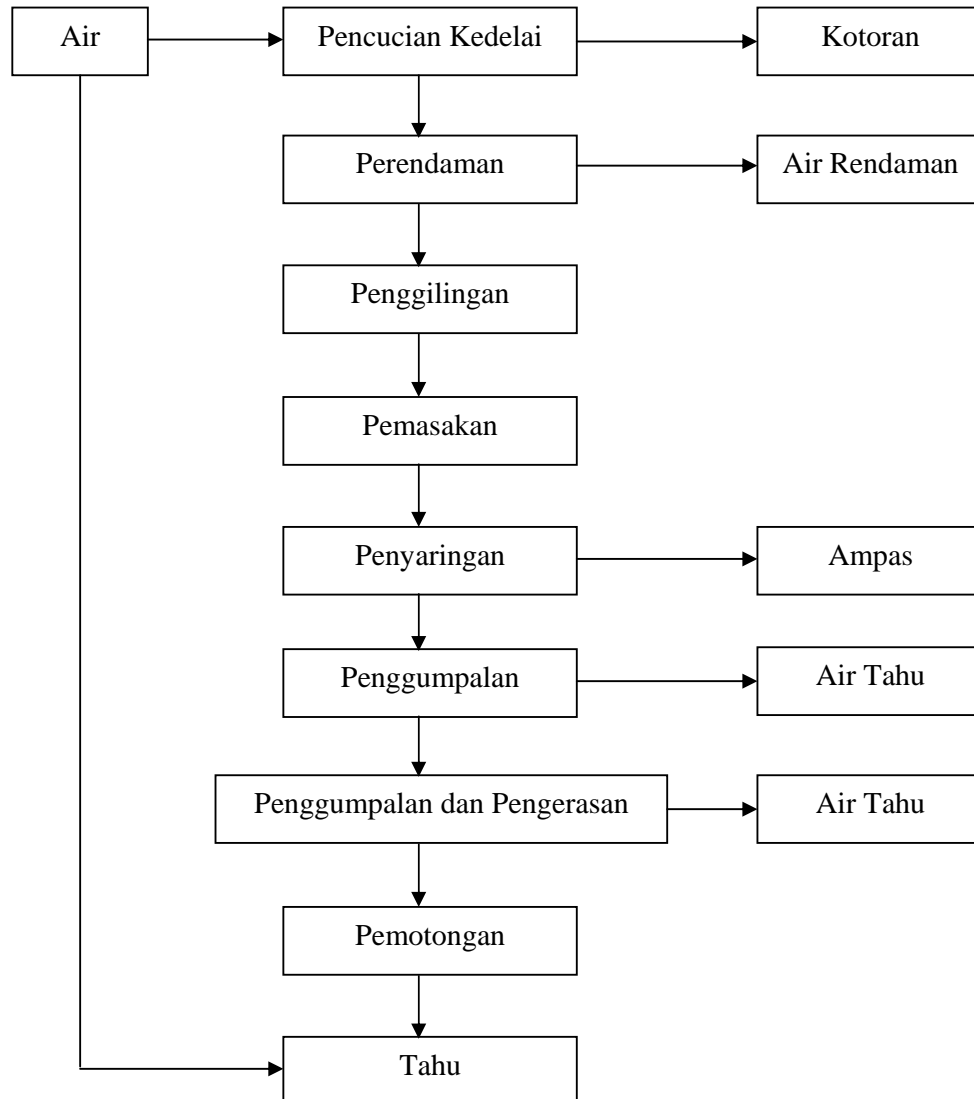 Air
Pencucian Kedelai
Kotoran
Perendaman
Air Rendaman
Penggilingan
Pemasakan
Penyaringan
Ampas
Penggumpalan
Air Tahu
Penggumpalan dan Pengerasan
Air Tahu
Pemotongan
Tahu